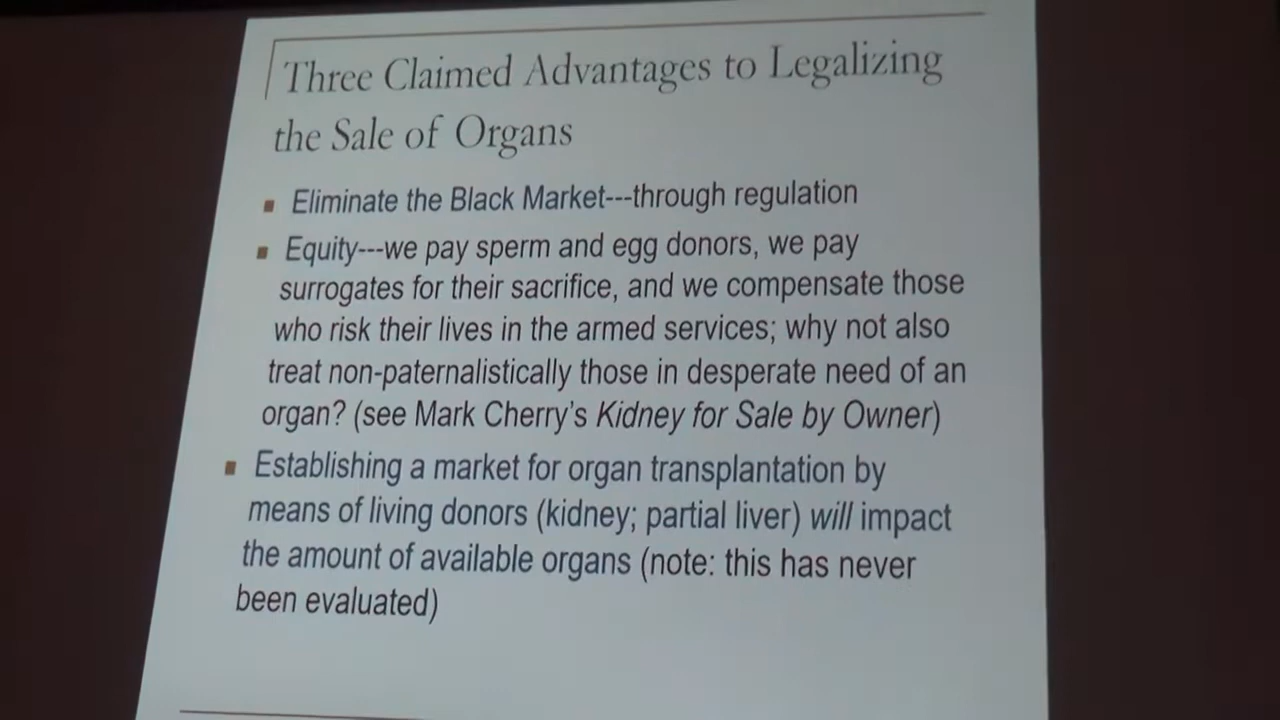 Three Claimed Advantages to Legalizing
the Sale of Organs
▪ Eliminate the Black Market---through regulation
▪ Equity---we pay sperm and egg donors, we pay
surrogates for their sacrifice, and we compensate those
who risk their lives in the armed services; why not also
treat non-paternalistically those in desperate need of an
organ? (see Mark Cherry's Kidney for Sale by Owner)
▪ Establishing a market for organ transplantation by
means of living donors (kidney; partial liver) will impact
the amount of available organs (note: this has never
been evaluated)